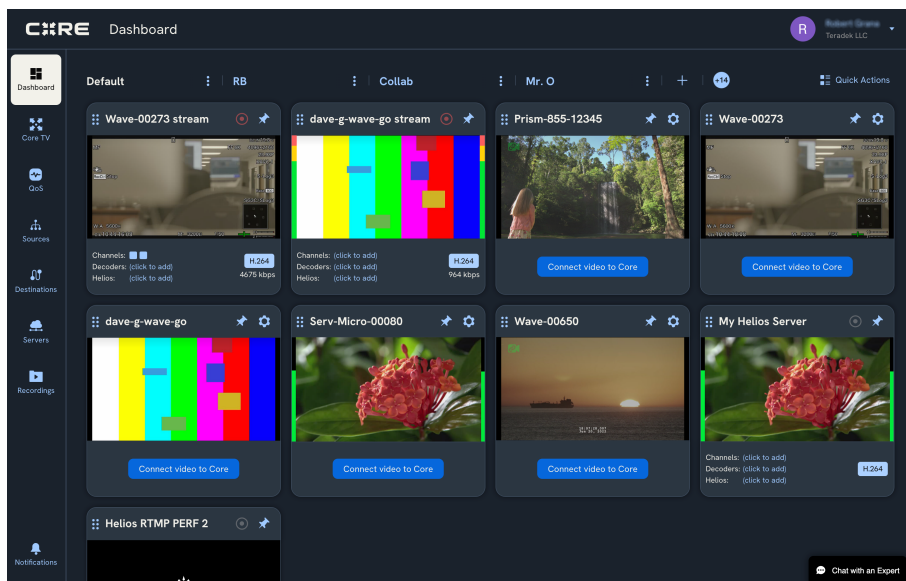 CORE Dashboard
R
Teradek LLC
Dashboard
Core TV
QoS
Sources
Destinations
Servers
Recordings
Notifications
Default
RB
Collab
Mr. O
+
+14
Quick Actions
Wave-00273 stream
Channels:
Decoders: (click to add)
Helios: (click to add)
H.264
4675 kbps
dave-g-wave-go stream
Channels: (click to add)
Decoders: (click to add)
Helios: (click to add)
H.264
964 kbps
Prism-855-12345
Connect video to Core
Wave-00273
Connect video to Core
dave-g-wave-go
Connect video to Core
Serv-Micro-00080
Connect video to Core
Wave-00650
Connect video to Core
My Helios Server
Channels: (click to add)
Decoders: (click to add)
Helios: (click to add)
H.264
Helios RTMP PERF 2
Chat with an Expert